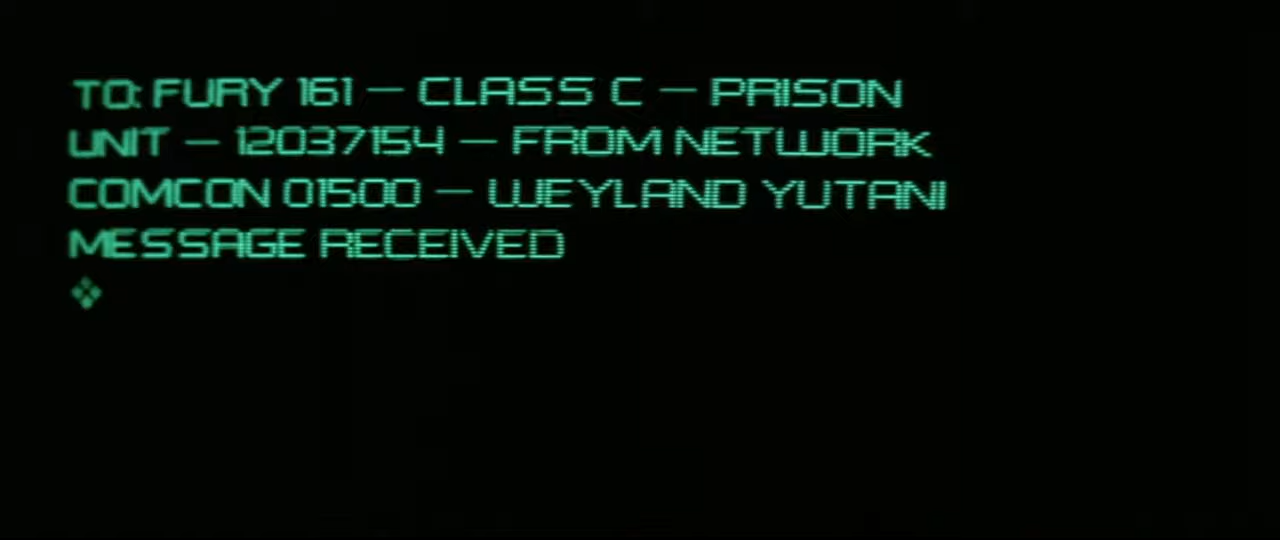 TO: FURY 161 — CLASS C — PRISON
UNIT — 12037154 — FROM NETWORK
COMCON 01500 — WEYLAND YUTANI
MESSAGE RECEIVED